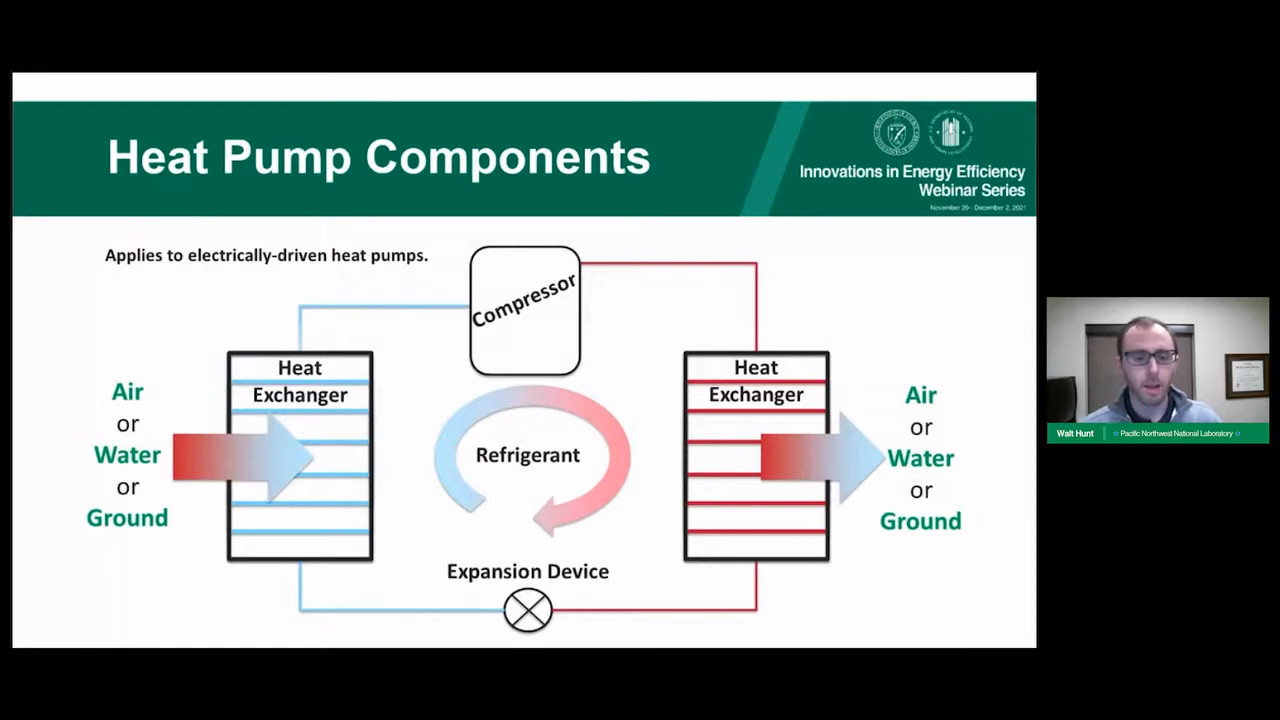 Heat Pump Components
Innovations in Energy Efficiency
Webinar Series
November 29 - December 2, 2021
Applies to electrically-driven heat pumps.
Compressor
Heat
Exchanger
Heat
Exchanger
Air
or
Water
or
Ground
Refrigerant
Air
or
Water
or
Ground
Expansion Device
Walt Hunt
Pacific Northwest National Laboratory